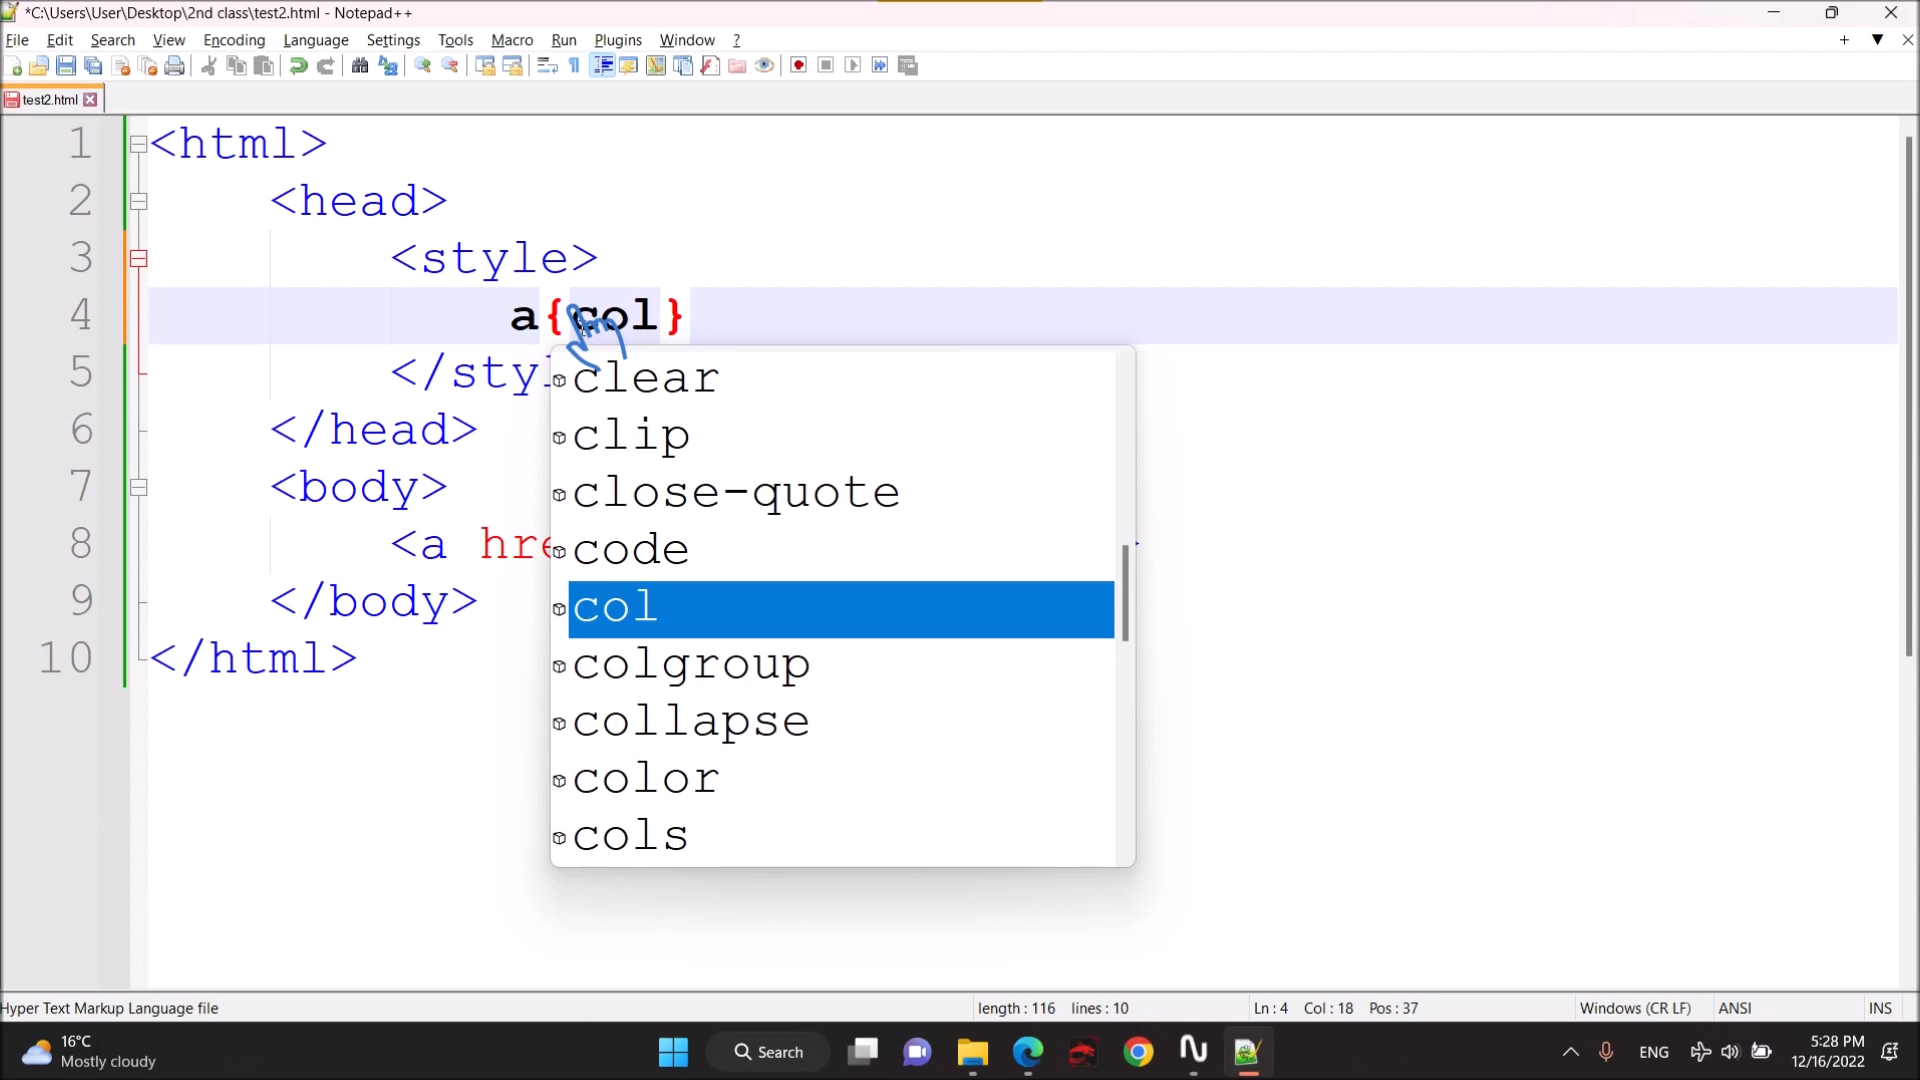 *C:\Users\User\Desktop\2nd class\test2.html - Notepad++
File Edit Search View Encoding Language Settings Tools Macro Run Plugins Window ?
test2.html
1 <html>
2 <head>
3 <style>
4 a{col}
5 </styl
6 </head>
7 <body>
8 <a hre
9 </body>
10 </html>
clear
clip
close-quote
code
col
colgroup
collapse
color
cols
Hyper Text Markup Language file length : 116 lines : 10 Ln : 4 Col : 18 Pos : 37 Windows (CR LF) ANSI INS
16°C
Mostly cloudy
Search
ENG
5:28 PM
12/16/2022